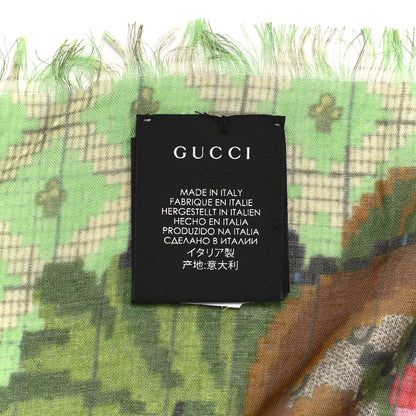 GUCCI
MADE IN ITALY
FABRIQUE EN ITALIE
HERGESTELLT IN ITALIEN
HECHO EN ITALIA
PRODUZIDO NA ITALIA
СДЕЛАНО В ИТАЛИИ
イタリア製
产地:意大利